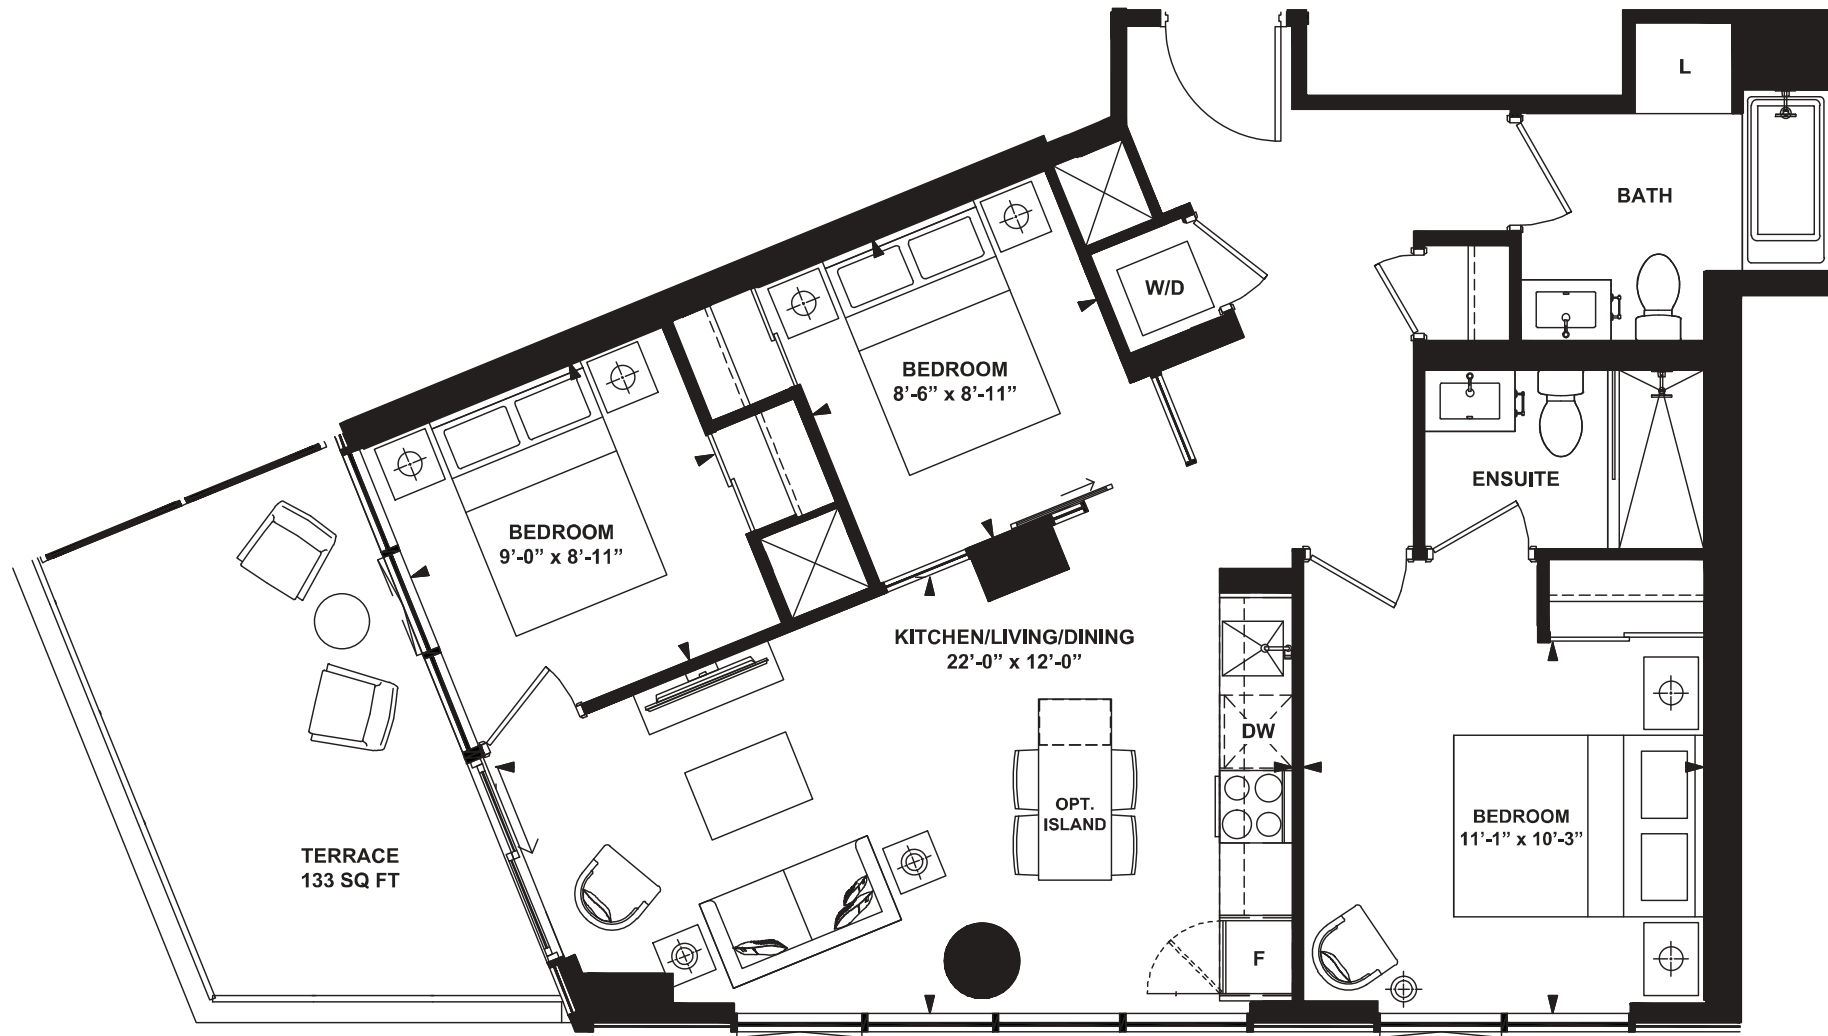 L
BATH
W/D
BEDROOM
8’-6” x 8’-11”
ENSUITE
BEDROOM
9’-0” x 8’-11”
KITCHEN/LIVING/DINING
22’-0” x 12’-0”
DW
OPT.
ISLAND
BEDROOM
11’-1” x 10’-3”
TERRACE
133 SQ FT
F